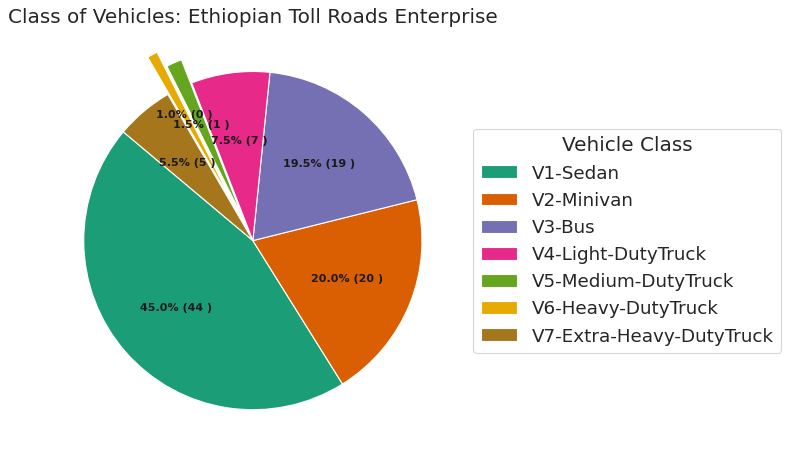 Class of Vehicles: Ethiopian Toll Roads Enterprise
1.0% (0 )
1.5% (1 )
7.5% (7 )
5.5% (5 )
19.5% (19 )
20.0% (20 )
45.0% (44 )
Vehicle Class
V1-Sedan
V2-Minivan
V3-Bus
V4-Light-DutyTruck
V5-Medium-DutyTruck
V6-Heavy-DutyTruck
V7-Extra-Heavy-DutyTruck